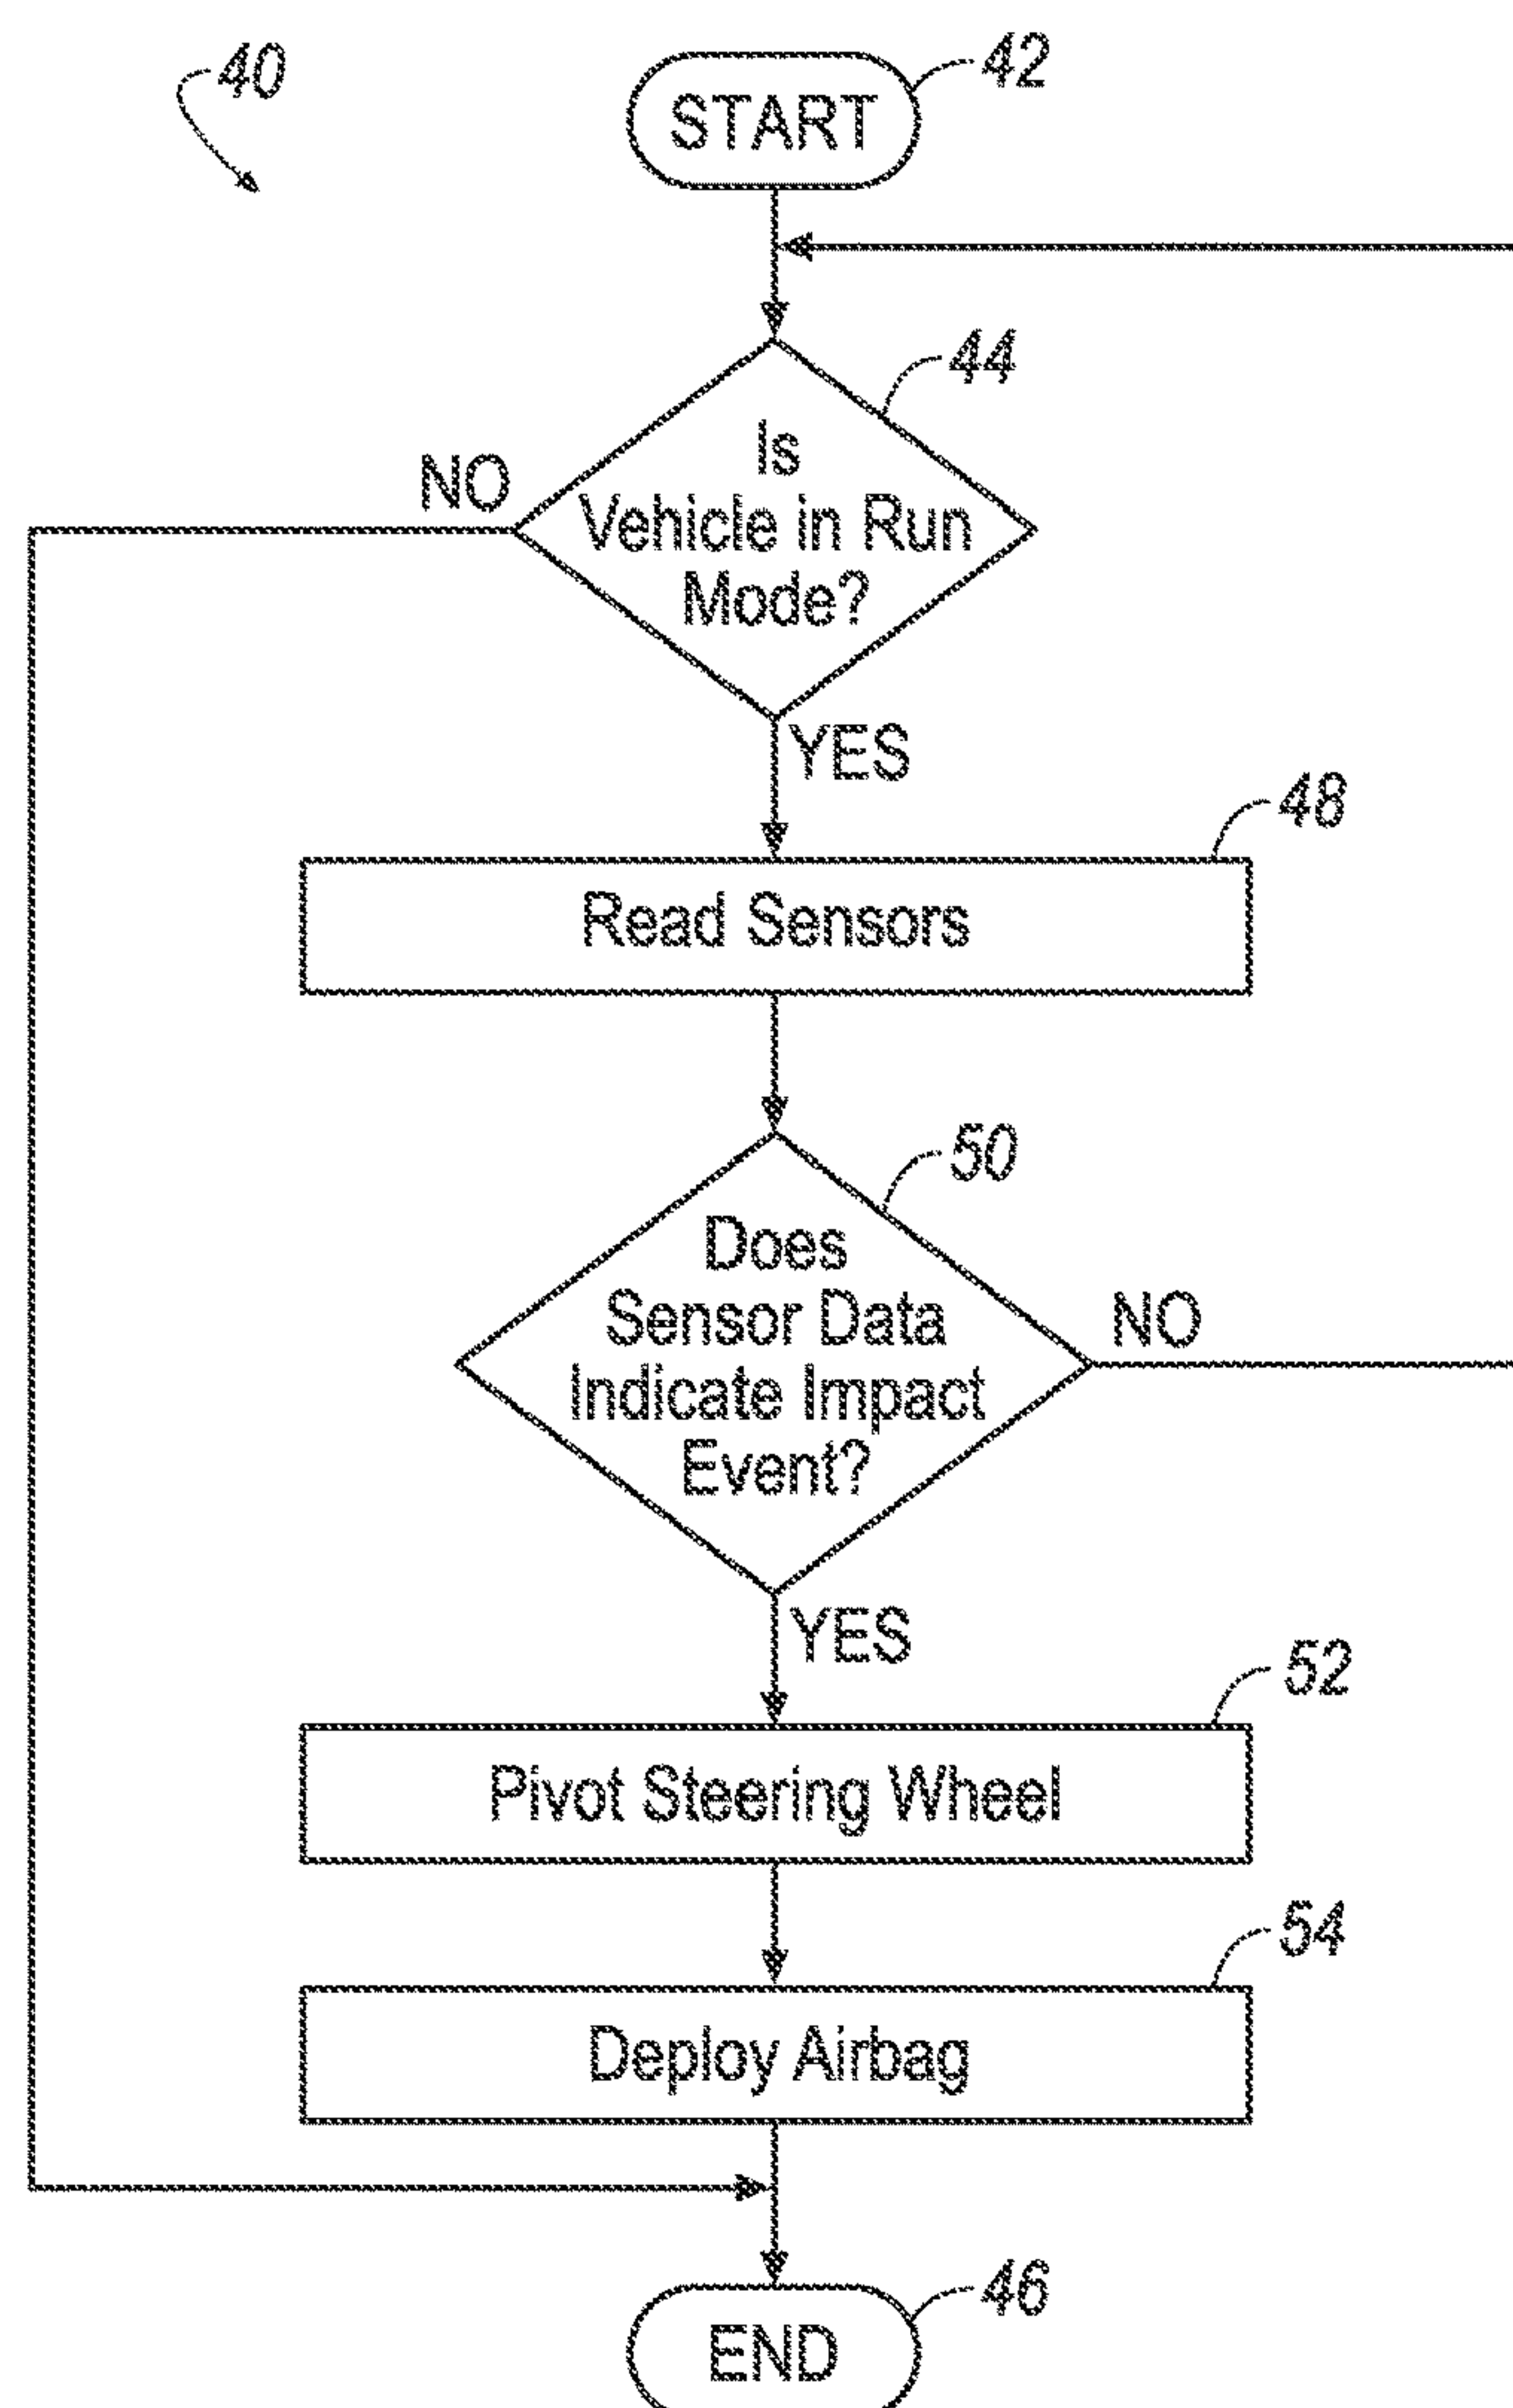 40
START
42
44
Is
Vehicle in Run
Mode?
NO
YES
48
Read Sensors
50
Does
Sensor Data
Indicate Impact
Event?
NO
YES
52
Pivot Steering Wheel
54
Deploy Airbag
46
END